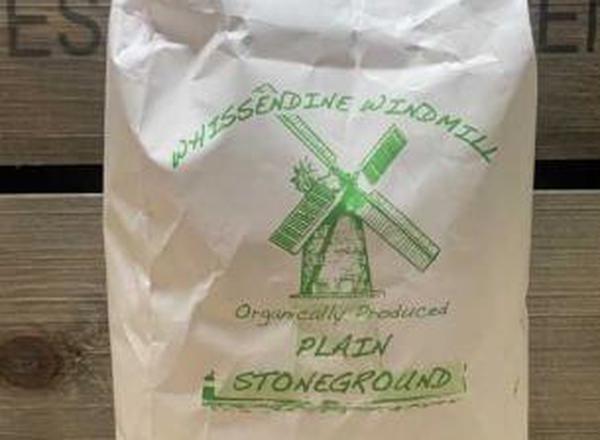 WHISSENDINE WINDMILL
Organically Produced
PLAIN
STONEGROUND